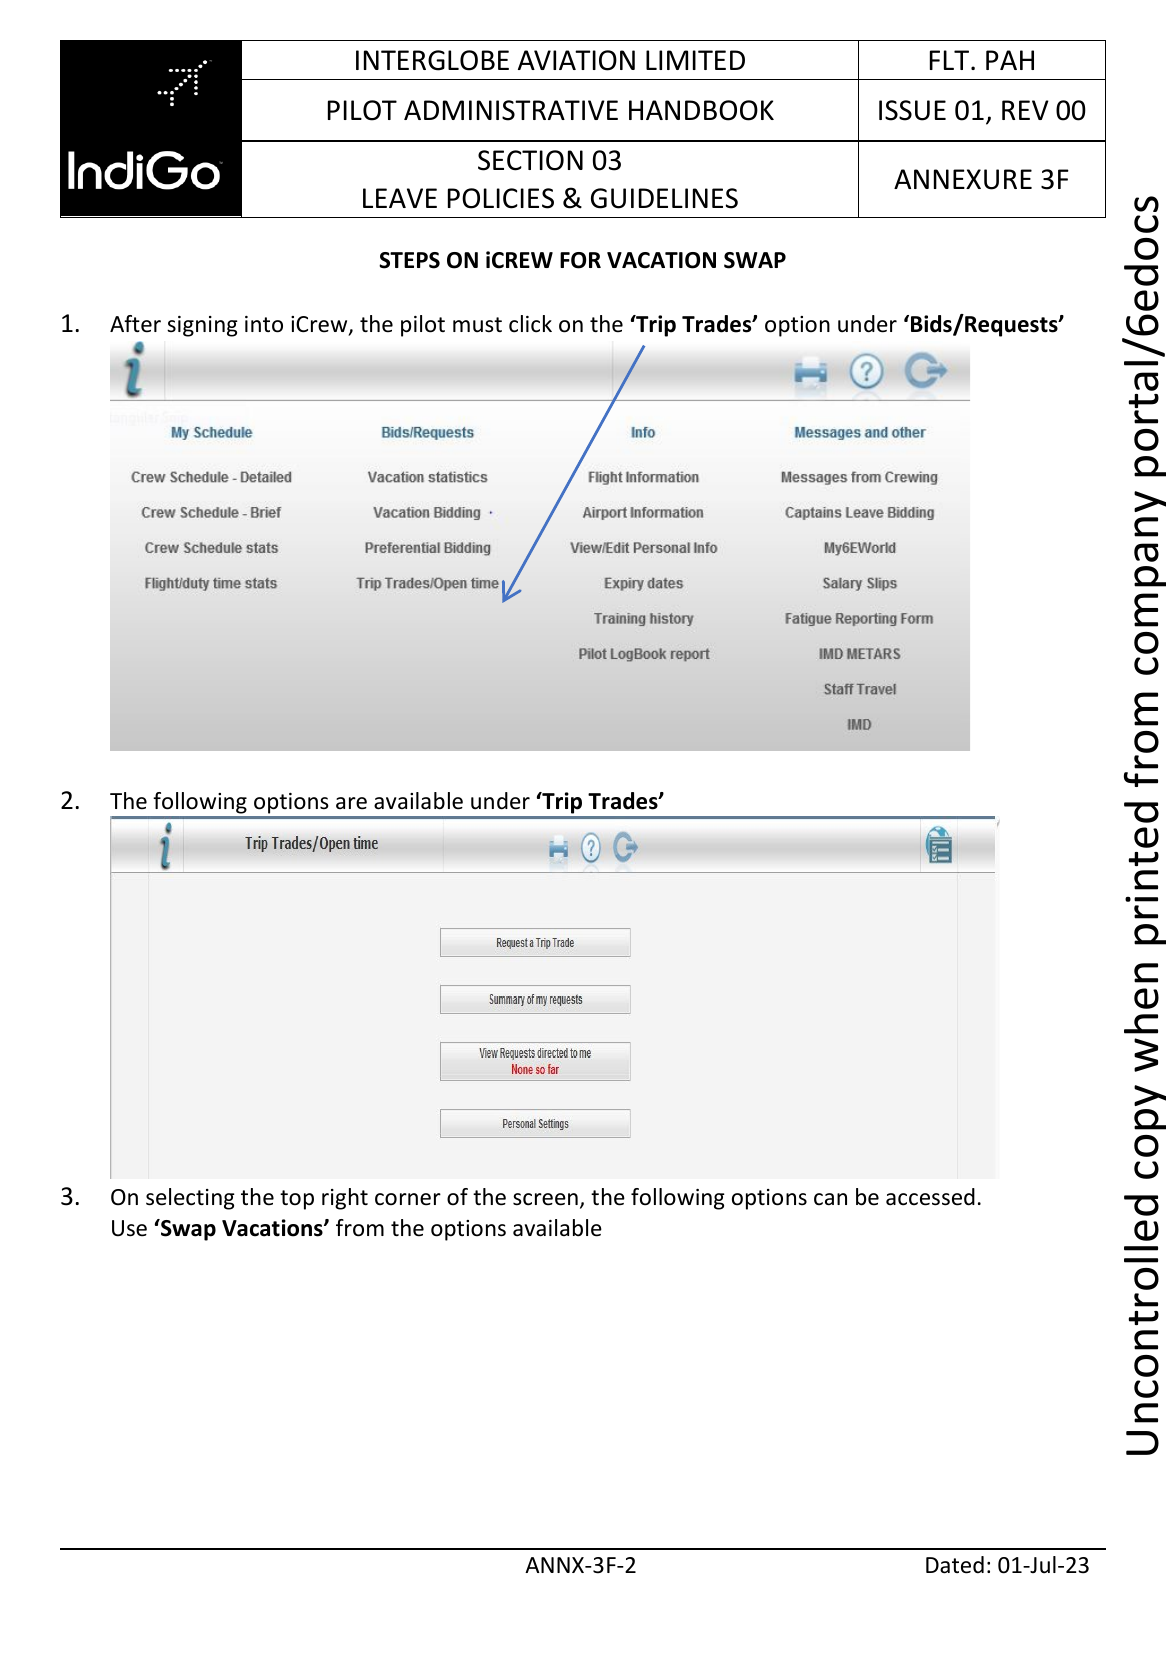 IndiGo
INTERGLOBE AVIATION LIMITED
FLT. PAH
PILOT ADMINISTRATIVE HANDBOOK
ISSUE 01, REV 00
SECTION 03
LEAVE POLICIES & GUIDELINES
ANNEXURE 3F
STEPS ON iCREW FOR VACATION SWAP
1. After signing into iCrew, the pilot must click on the ‘Trip Trades’ option under ‘Bids/Requests’
i
?
My Schedule
Bids/Requests
Info
Messages and other
Crew Schedule - Detailed
Vacation statistics
Flight Information
Messages from Crewing
Crew Schedule - Brief
Vacation Bidding
Airport Information
Captains Leave Bidding
Crew Schedule stats
Preferential Bidding
View/Edit Personal Info
My6EWorld
Flight/duty time stats
Trip Trades/Open time
Expiry dates
Salary Slips
Training history
Fatigue Reporting Form
Pilot LogBook report
IMD METARS
Staff Travel
IMD
2. The following options are available under ‘Trip Trades’
i
Trip Trades/Open time
?
Request a Trip Trade
Summary of my requests
View Requests directed to me
None so far
Personal Settings
3. On selecting the top right corner of the screen, the following options can be accessed.
Use ‘Swap Vacations’ from the options available
ANNX-3F-2
Dated: 01-Jul-23
Uncontrolled copy when printed from company portal/6edocs